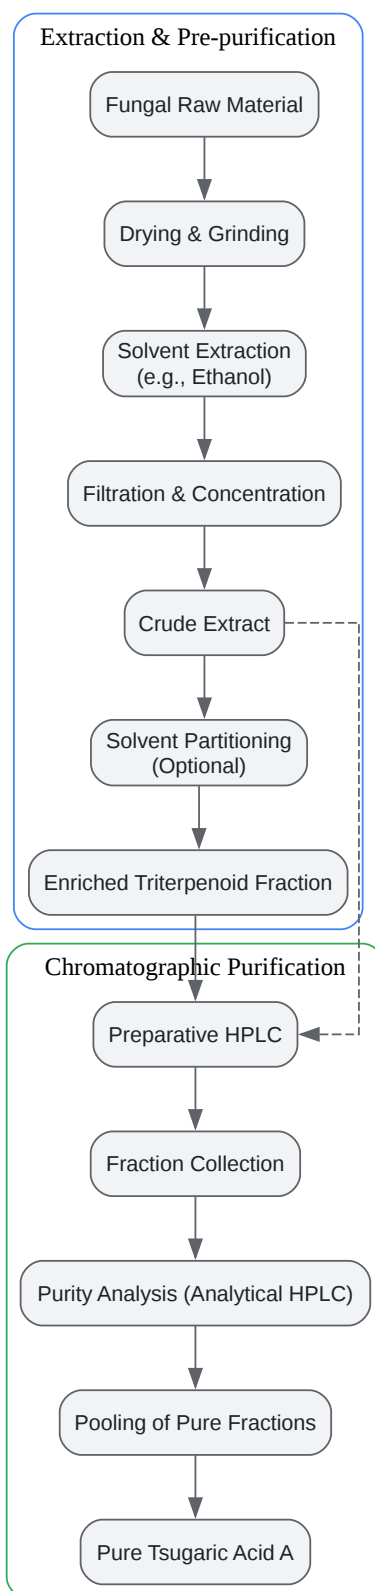 Extraction & Pre-purification
Fungal Raw Material
Drying & Grinding
Solvent Extraction
(e.g., Ethanol)
Filtration & Concentration
Crude Extract
Solvent Partitioning
(Optional)
Enriched Triterpenoid Fraction
Chromatographic Purification
Preparative HPLC
Fraction Collection
Purity Analysis (Analytical HPLC)
Pooling of Pure Fractions
Pure Tsugaric Acid A